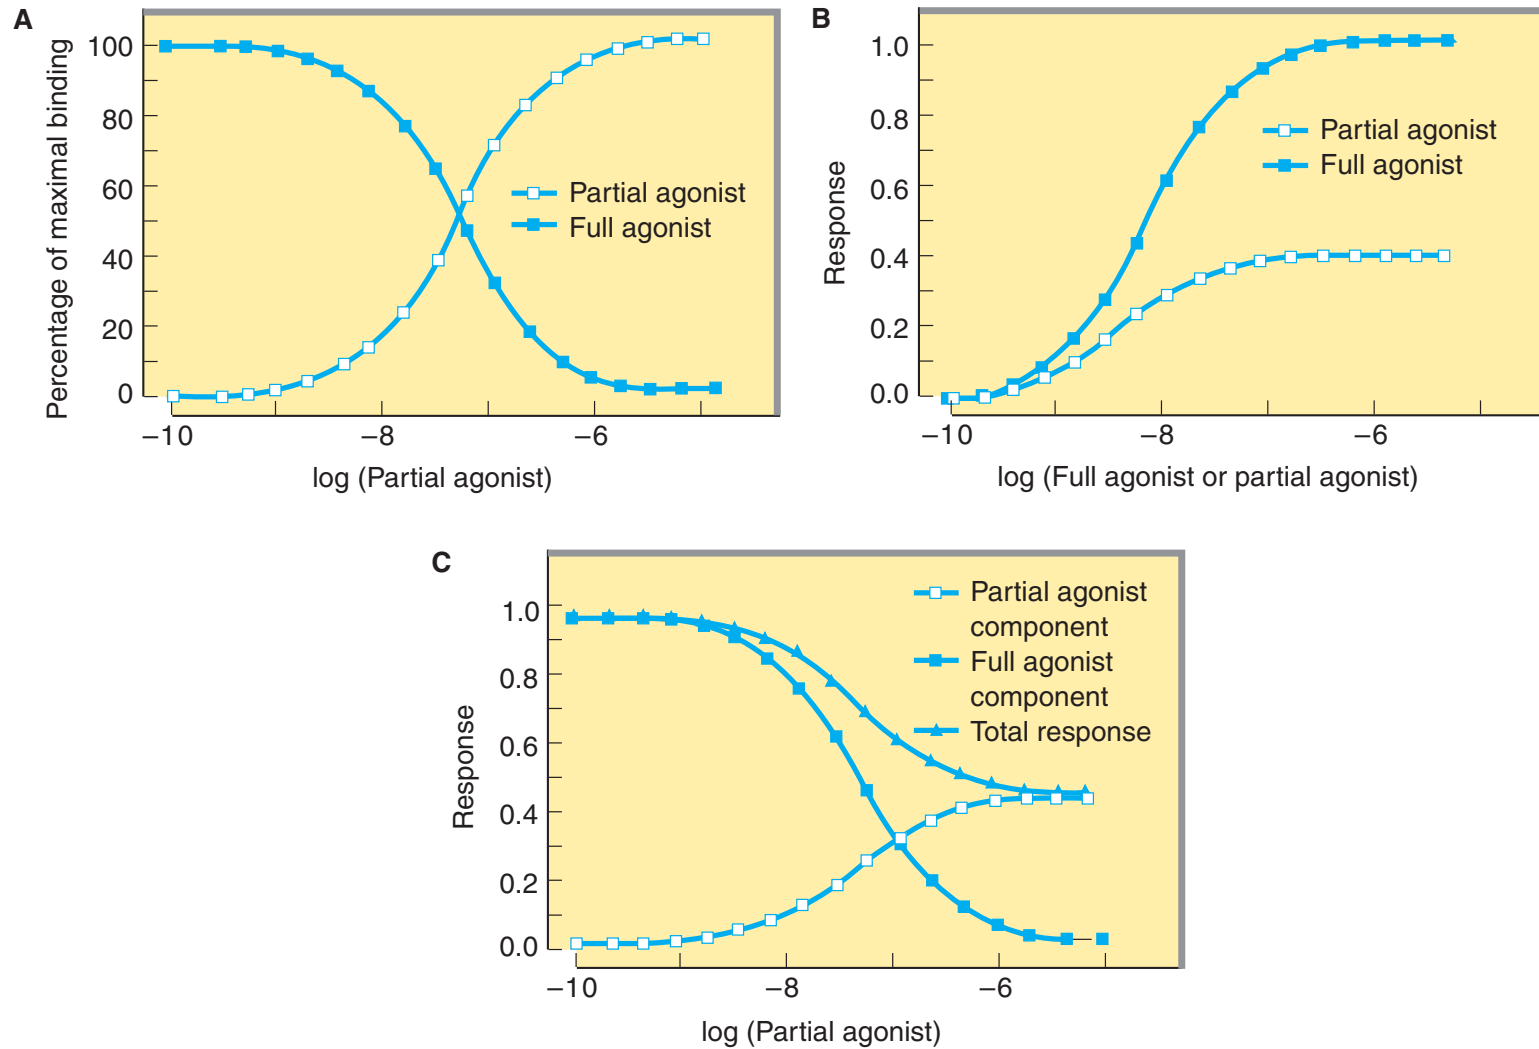 A
Percentage of maximal binding
100
80
60
40
20
0
Partial agonist
Full agonist
−10
−8
−6
log (Partial agonist)
B
Response
1.0
0.8
0.6
0.4
0.2
0.0
Partial agonist
Full agonist
−10
−8
−6
log (Full agonist or partial agonist)
C
Response
1.0
0.8
0.6
0.4
0.2
0.0
Partial agonist
component
Full agonist
component
Total response
−10
−8
−6
log (Partial agonist)